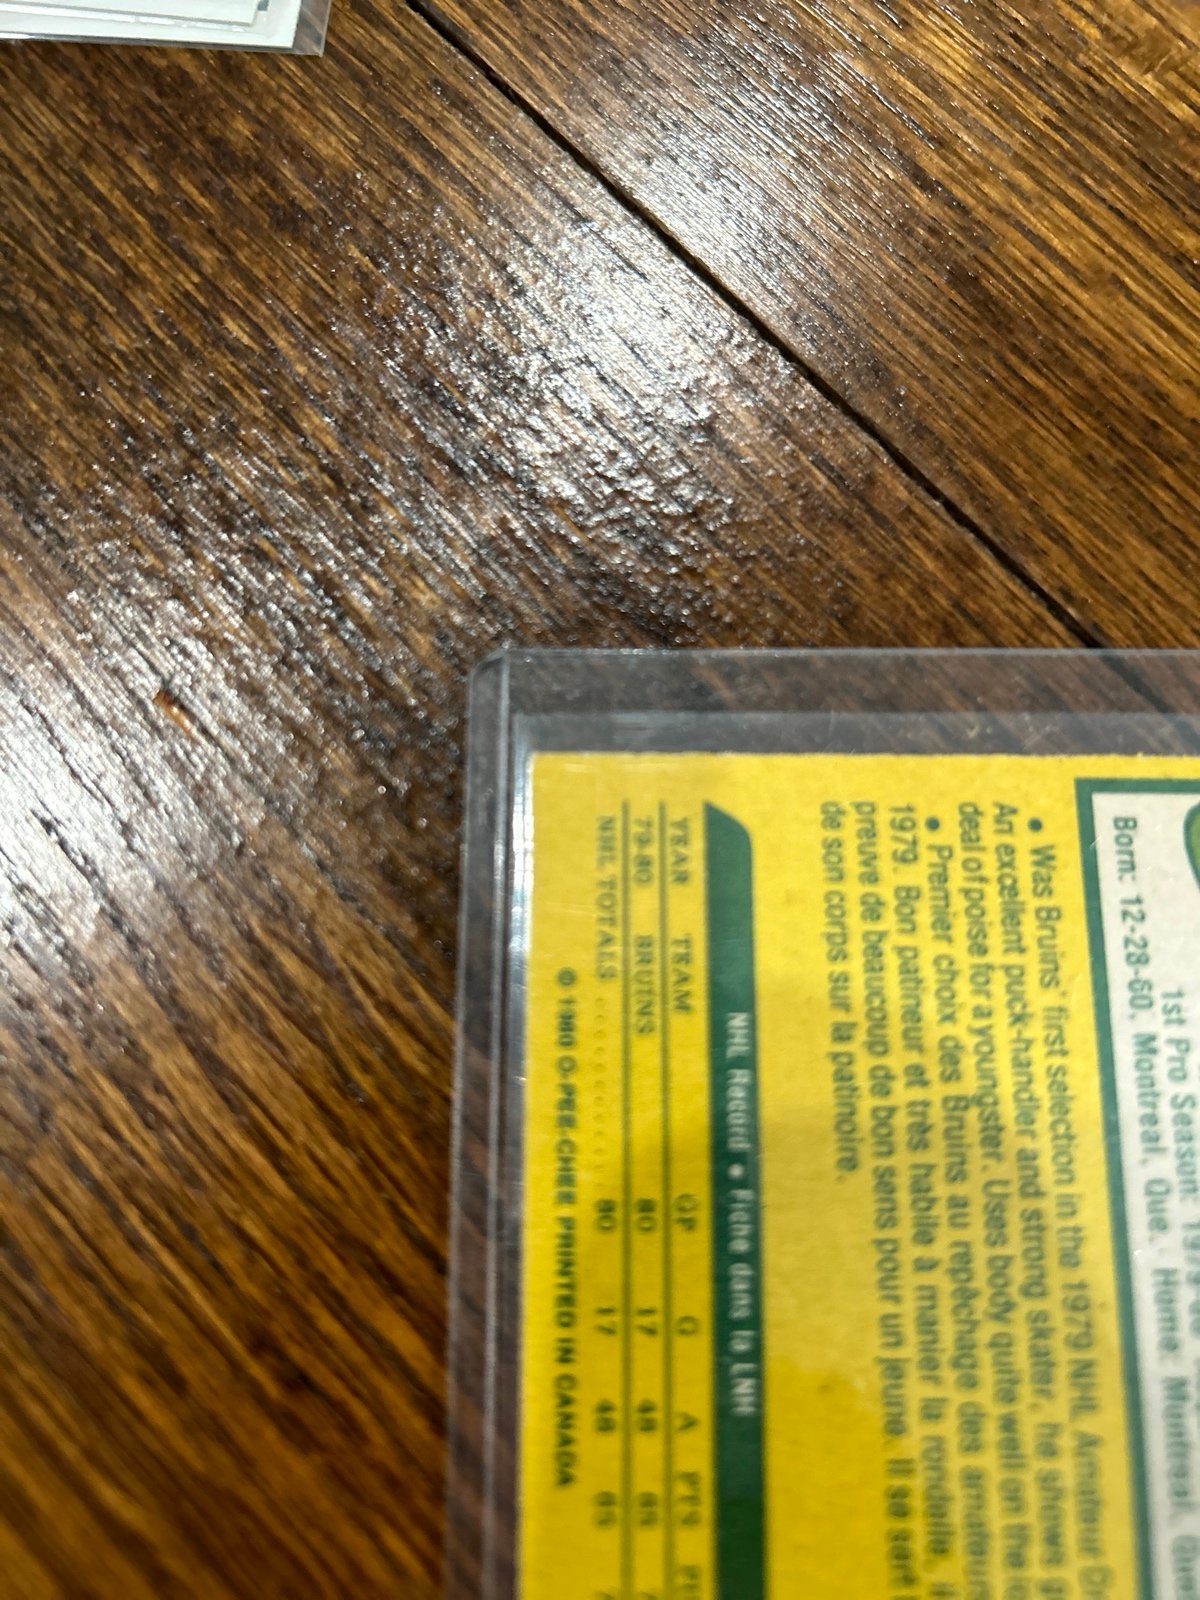 1st Pro Season: 1979-80
Born: 12-28-60, Montreal, Que. Home: Montreal, Que
• Was Bruins' first selection in the 1979 NHL Amateur
An excellent puck-handler and strong skater, he shows
deal of poise for a youngster. Uses body quite well on the
• Premier choix des Bruins au repêchage des amateurs
1979. Bon patineur et très habile à manier la rondelle, il
preuve de beaucoup de bon sens pour un jeune. Il se sert
de son corps sur la patinoire.
NHL Record • Fiche dans la LNH
YEAR TEAM GP G A PTS
79-80 BRUINS 80 17 48 65
NHL TOTALS 80 17 48 65
© 1980 O-PEE-CHEE PRINTED IN CANADA